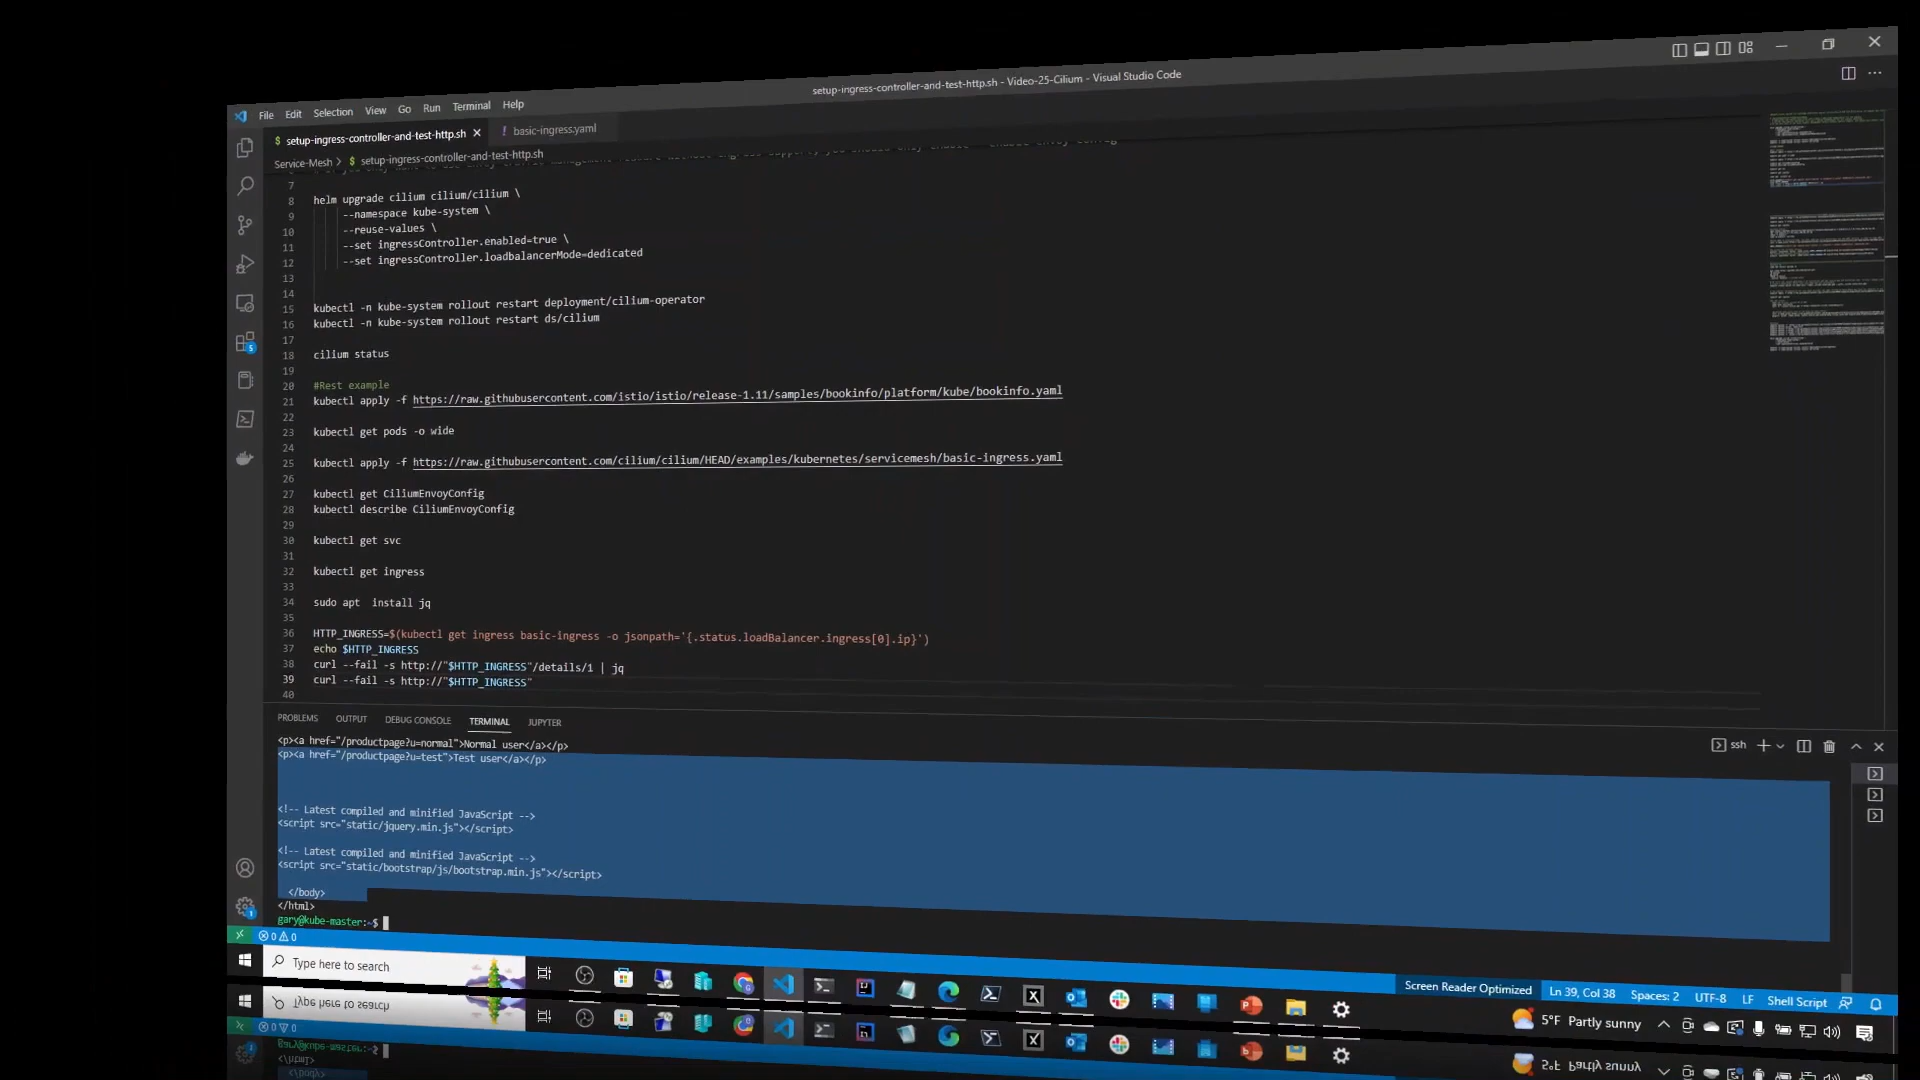 setup-ingress-controller-and-test-http.sh - Video-25-Cilium - Visual Studio Code
File Edit Selection View Go Run Terminal Help
$ setup-ingress-controller-and-test-http.sh ×
! basic-ingress.yaml
Service-Mesh > $ setup-ingress-controller-and-test-http.sh
7
8 helm upgrade cilium cilium/cilium \
9 --namespace kube-system \
10 --reuse-values \
11 --set ingressController.enabled=true \
12 --set ingressController.loadbalancerMode=dedicated
13
14
15 kubectl -n kube-system rollout restart deployment/cilium-operator
16 kubectl -n kube-system rollout restart ds/cilium
17
18 cilium status
19
20 #Rest example
21 kubectl apply -f https://raw.githubusercontent.com/istio/istio/release-1.11/samples/bookinfo/platform/kube/bookinfo.yaml
22
23 kubectl get pods -o wide
24
25 kubectl apply -f https://raw.githubusercontent.com/cilium/cilium/HEAD/examples/kubernetes/servicemesh/basic-ingress.yaml
26
27 kubectl get CiliumEnvoyConfig
28 kubectl describe CiliumEnvoyConfig
29
30 kubectl get svc
31
32 kubectl get ingress
33
34 sudo apt  install jq
35
36 HTTP_INGRESS=$(kubectl get ingress basic-ingress -o jsonpath='{.status.loadBalancer.ingress[0].ip}')
37 echo $HTTP_INGRESS
38 curl --fail -s http://"$HTTP_INGRESS"/details/1 | jq
39 curl --fail -s http://"$HTTP_INGRESS"
40
PROBLEMS OUTPUT DEBUG CONSOLE TERMINAL JUPYTER
ssh
<p><a href="/productpage?u=normal">Normal user</a></p>
<p><a href="/productpage?u=test">Test user</a></p>
<!-- Latest compiled and minified JavaScript -->
<script src="static/jquery.min.js"></script>
<!-- Latest compiled and minified JavaScript -->
<script src="static/bootstrap/js/bootstrap.min.js"></script>
</body>
</html>
gary@kube-master:~$
0 0
Screen Reader Optimized Ln 39, Col 38 Spaces: 2 UTF-8 LF Shell Script
Type here to search
5°F Partly sunny